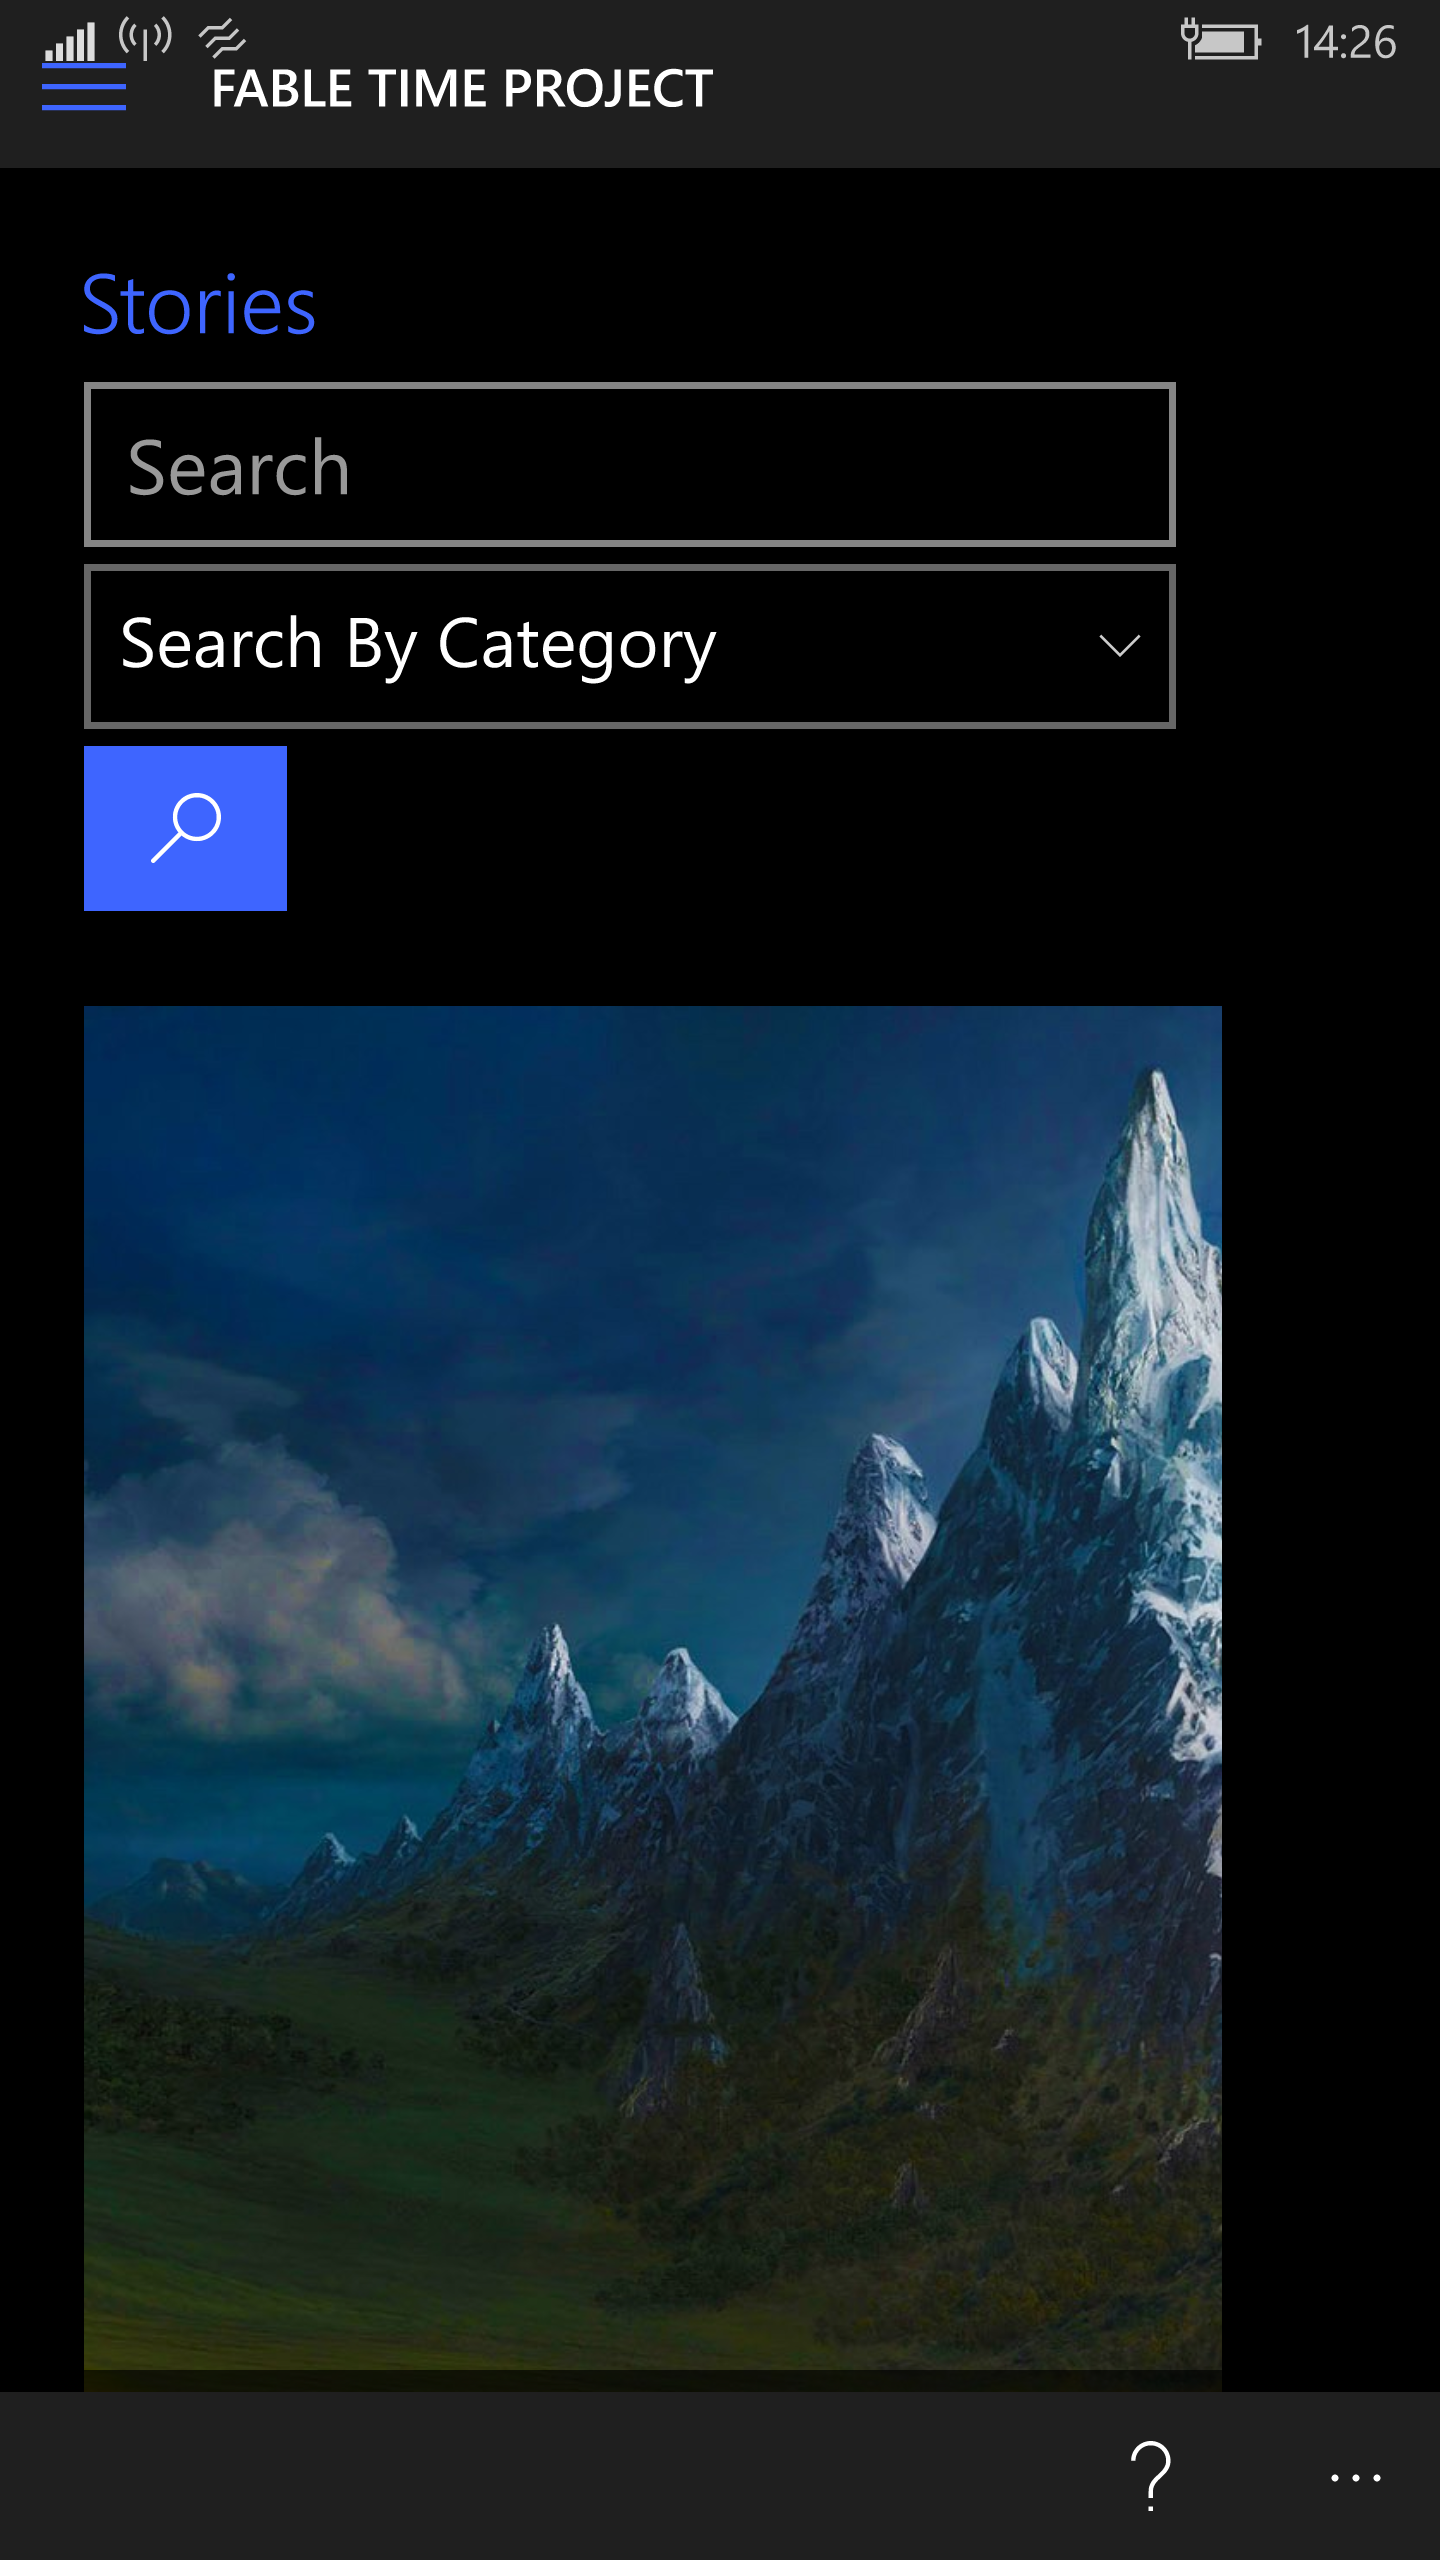 14:26
FABLE TIME PROJECT
Stories
Search
Search By Category
?
...